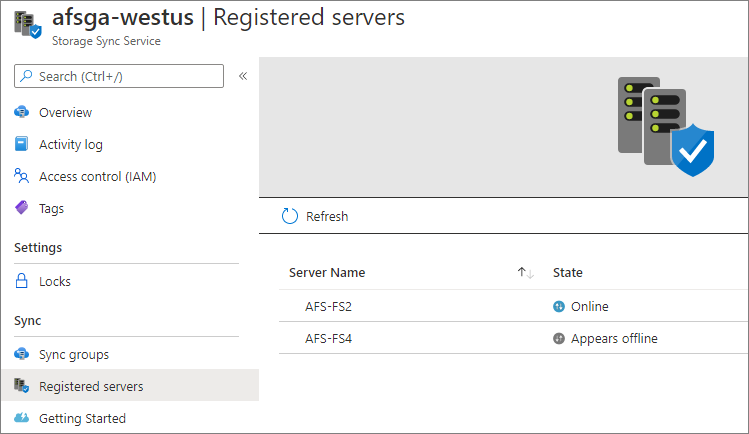 afsga-westus | Registered servers
Storage Sync Service
Search (Ctrl+/)
«
Overview
Activity log
Access control (IAM)
Tags
Settings
Locks
Sync
Sync groups
Registered servers
Getting Started
Refresh
Server Name ↑↓ State
AFS-FS2 Online
AFS-FS4 Appears offline